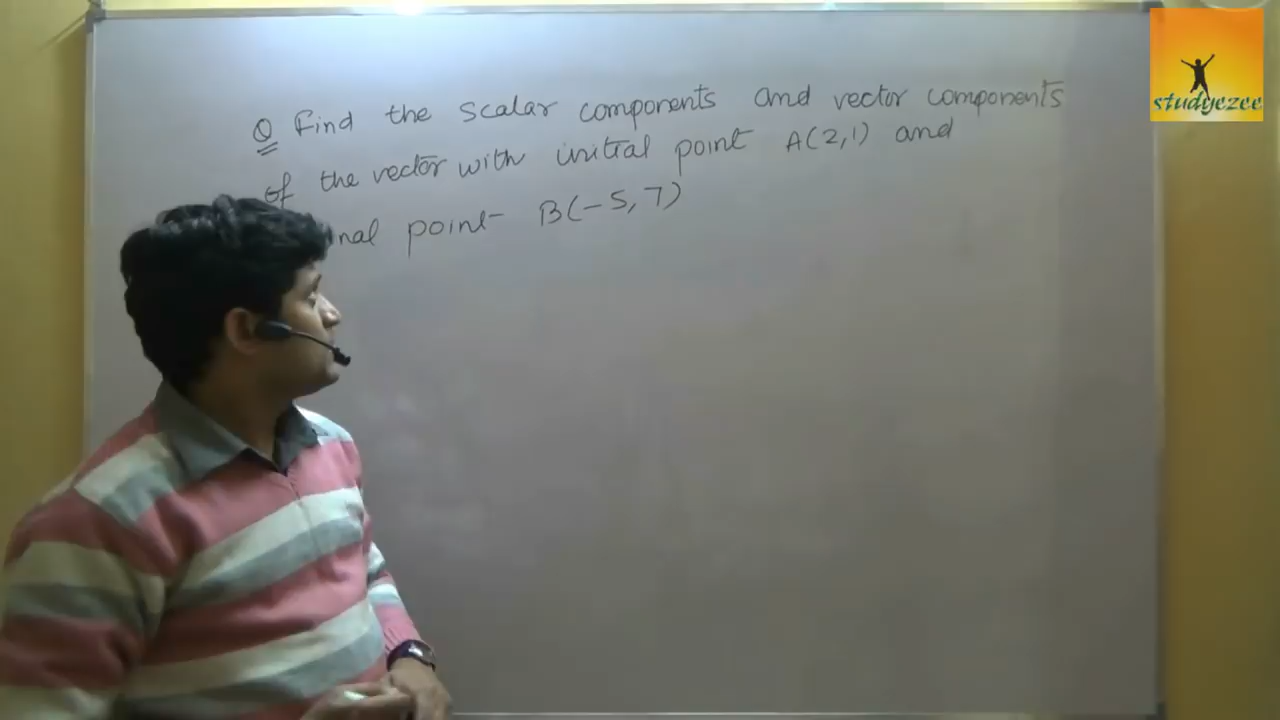 Q Find the scalar components and vector components
of the vector with initial point A(2,1) and
nal point B(-5,7)
studyezee